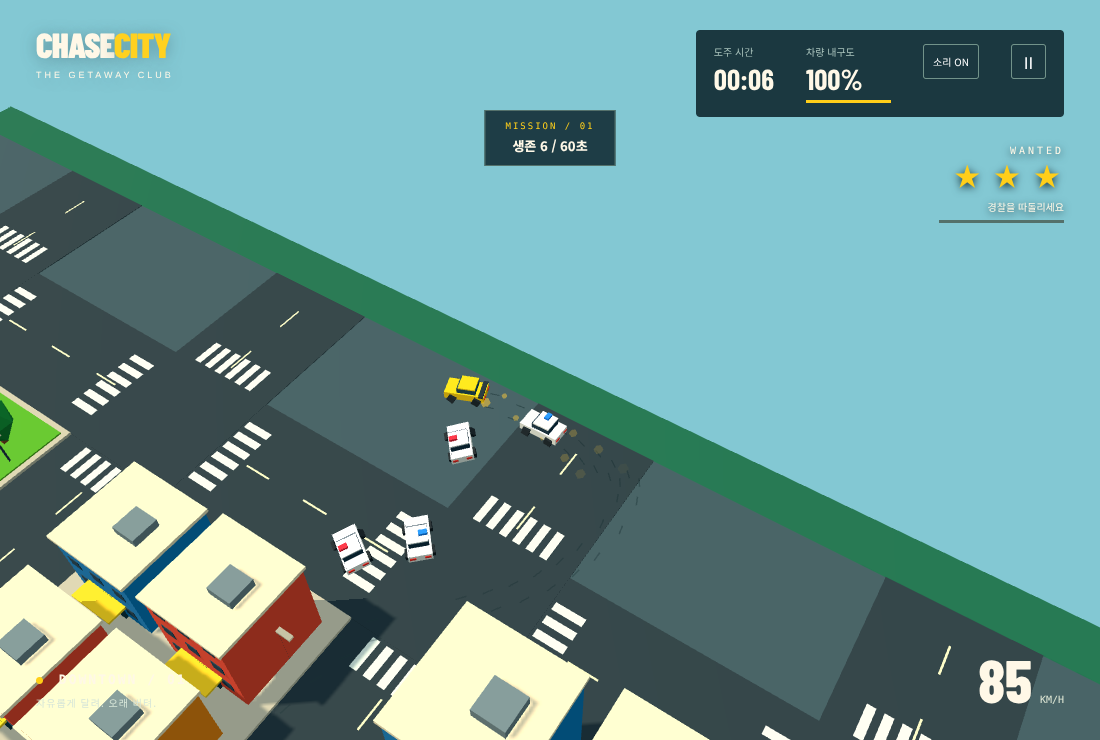 CHASECITY
THE GETAWAY CLUB
도주 시간
00:06
차량 내구도
100%
소리 ON
MISSION / 01
생존 6 / 60초
WANTED
경찰을 따돌리세요
85 KM/H